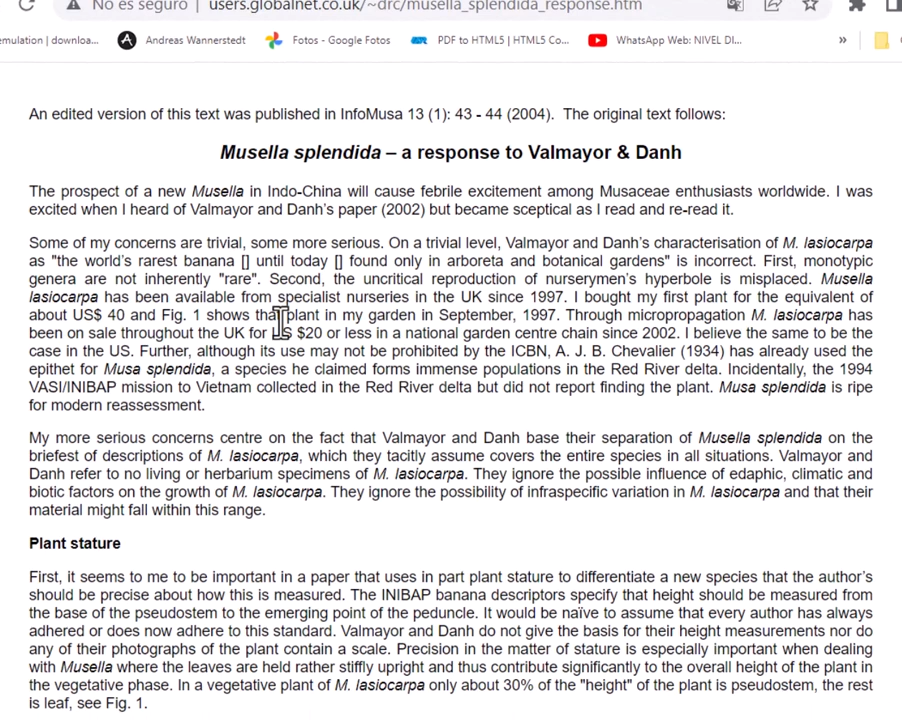 No es seguro | users.globalnet.co.uk/~drc/musella_splendida_response.htm
emulation | downloa... Andreas Wannerstedt Fotos - Google Fotos PDF to HTML5 | HTML5 Co... WhatsApp Web: NIVEL DI... »
An edited version of this text was published in InfoMusa 13 (1): 43 - 44 (2004). The original text follows:
Musella splendida – a response to Valmayor & Danh
The prospect of a new Musella in Indo-China will cause febrile excitement among Musaceae enthusiasts worldwide. I was
excited when I heard of Valmayor and Danh's paper (2002) but became sceptical as I read and re-read it.
Some of my concerns are trivial, some more serious. On a trivial level, Valmayor and Danh's characterisation of M. lasiocarpa
as "the world's rarest banana [] until today [] found only in arboreta and botanical gardens" is incorrect. First, monotypic
genera are not inherently "rare". Second, the uncritical reproduction of nurserymen's hyperbole is misplaced. Musella
lasiocarpa has been available from specialist nurseries in the UK since 1997. I bought my first plant for the equivalent of
about US$ 40 and Fig. 1 shows that plant in my garden in September, 1997. Through micropropagation M. lasiocarpa has
been on sale throughout the UK for US $20 or less in a national garden centre chain since 2002. I believe the same to be the
case in the US. Further, although its use may not be prohibited by the ICBN, A. J. B. Chevalier (1934) has already used the
epithet for Musa splendida, a species he claimed forms immense populations in the Red River delta. Incidentally, the 1994
VASI/INIBAP mission to Vietnam collected in the Red River delta but did not report finding the plant. Musa splendida is ripe
for modern reassessment.
My more serious concerns centre on the fact that Valmayor and Danh base their separation of Musella splendida on the
briefest of descriptions of M. lasiocarpa, which they tacitly assume covers the entire species in all situations. Valmayor and
Danh refer to no living or herbarium specimens of M. lasiocarpa. They ignore the possible influence of edaphic, climatic and
biotic factors on the growth of M. lasiocarpa. They ignore the possibility of infraspecific variation in M. lasiocarpa and that their
material might fall within this range.
Plant stature
First, it seems to me to be important in a paper that uses in part plant stature to differentiate a new species that the author's
should be precise about how this is measured. The INIBAP banana descriptors specify that height should be measured from
the base of the pseudostem to the emerging point of the peduncle. It would be naïve to assume that every author has always
adhered or does now adhere to this standard. Valmayor and Danh do not give the basis for their height measurements nor do
any of their photographs of the plant contain a scale. Precision in the matter of stature is especially important when dealing
with Musella where the leaves are held rather stiffly upright and thus contribute significantly to the overall height of the plant in
the vegetative phase. In a vegetative plant of M. lasiocarpa only about 30% of the "height" of the plant is pseudostem, the rest
is leaf, see Fig. 1.